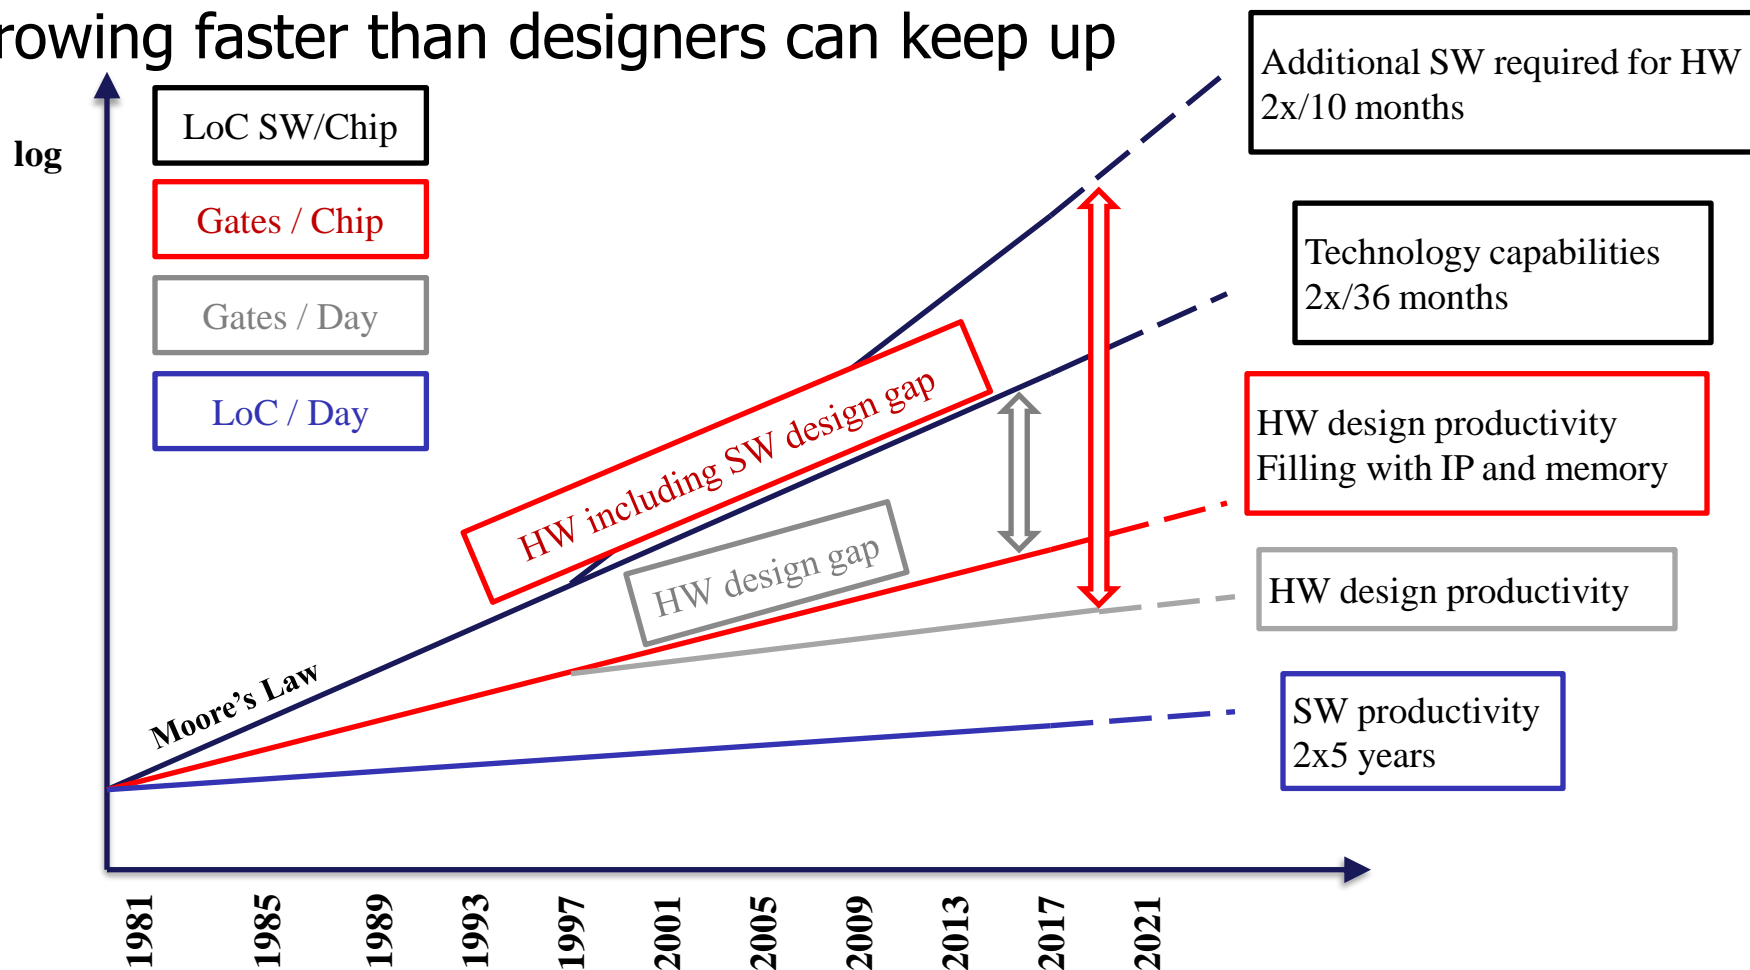 rowing faster than designers can keep up
log
LoC SW/Chip
Gates / Chip
Gates / Day
LoC / Day
Additional SW required for HW
2x/10 months
Technology capabilities
2x/36 months
HW design productivity
Filling with IP and memory
HW design productivity
SW productivity
2x5 years
HW including SW design gap
HW design gap
Moore's Law
1981
1985
1989
1993
1997
2001
2005
2009
2013
2017
2021